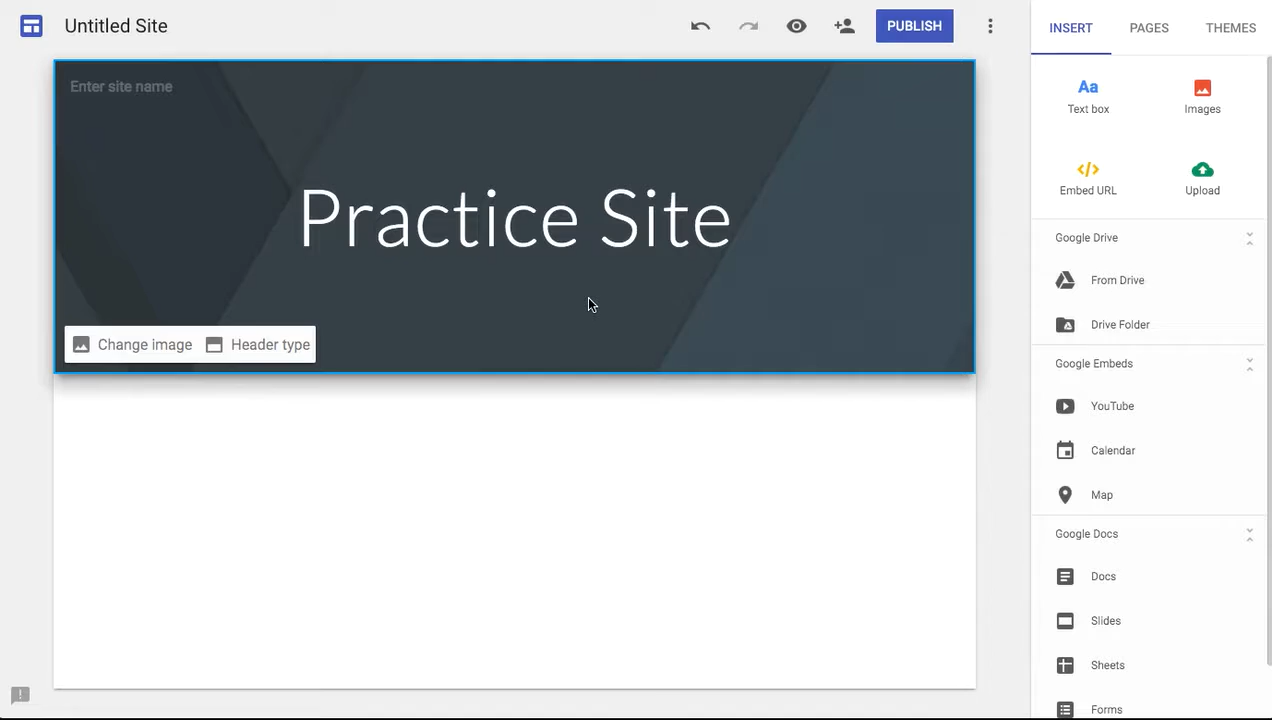 Untitled Site
PUBLISH
INSERT PAGES THEMES
Enter site name
Practice Site
Change image Header type
Aa
Text box Images
Embed URL Upload
Google Drive
From Drive
Drive Folder
Google Embeds
YouTube
Calendar
Map
Google Docs
Docs
Slides
Sheets
Forms